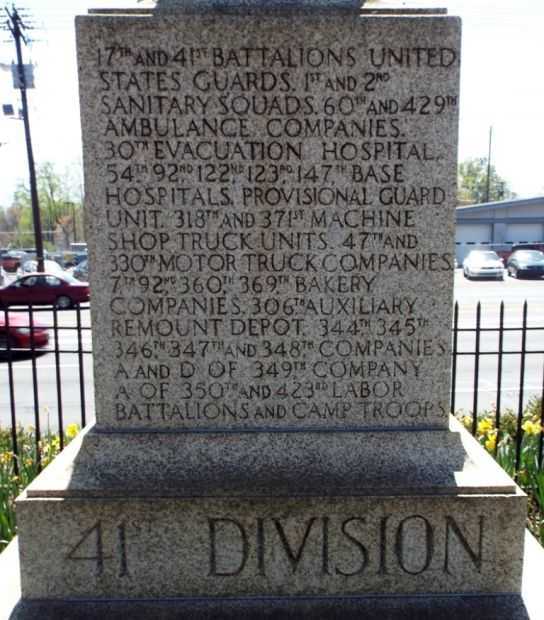 17TH AND 41ST BATTALIONS UNITED
STATES GUARDS. 1ST AND 2ND
SANITARY SQUADS. 60TH AND 429TH
AMBULANCE COMPANIES.
30TH EVACUATION HOSPITAL,
54TH 92ND, 122ND, 123RD, 147TH BASE
HOSPITALS. PROVISIONAL GUARD
UNIT. 318TH AND 371ST MACHINE
SHOP TRUCK UNITS. 47TH AND
330TH MOTOR TRUCK COMPANIES
7TH 92ND 360TH 369TH BAKERY
COMPANIES. 306TH AUXILIARY
REMOUNT DEPOT. 344TH 345TH
346TH 347TH AND 348TH COMPANIES
A AND D OF 349TH COMPANY
A OF 350TH AND 423RD LABOR
BATTALIONS AND CAMP TROOPS
41ST DIVISION